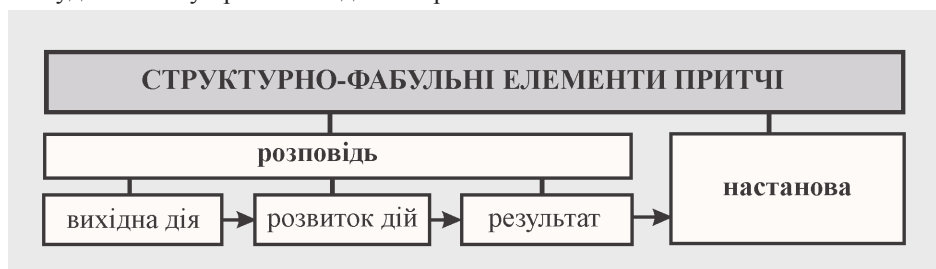 СТРУКТУРНО-ФАБУЛЬНІ ЕЛЕМЕНТИ ПРИТЧІ
розповідь
настанова
вихідна дія
розвиток дій
результат